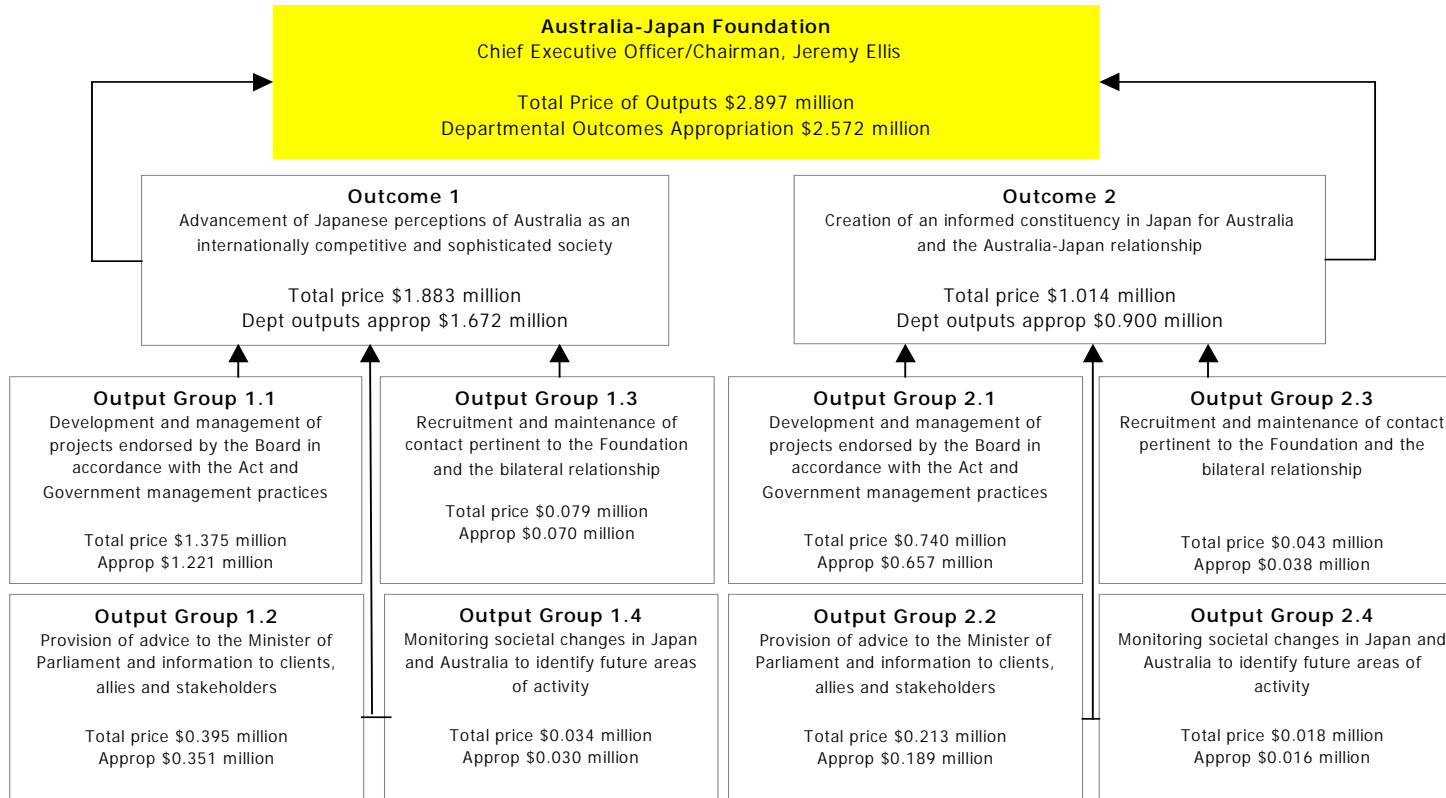 Australia-Japan Foundation
Chief Executive Officer/Chairman, Jeremy Ellis
Total Price of Outputs $2.897 million
Departmental Outcomes Appropriation $2.572 million
Outcome 1
Advancement of Japanese perceptions of Australia as an
internationally competitive and sophisticated society
Total price $1.883 million
Dept outputs approp $1.672 million
Outcome 2
Creation of an informed constituency in Japan for Australia
and the Australia-Japan relationship
Total price $1.014 million
Dept outputs approp $0.900 million
Output Group 1.1
Development and management of
projects endorsed by the Board in
accordance with the Act and
Government management practices
Total price $1.375 million
Approp $1.221 million
Output Group 1.3
Recruitment and maintenance of
contact pertinent to the Foundation
and the bilateral relationship
Total price $0.079 million
Approp $0.070 million
Output Group 2.1
Development and management of
projects endorsed by the Board in
accordance with the Act and
Government management practices
Total price $0.740 million
Approp $0.657 million
Output Group 2.3
Recruitment and maintenance of contact
pertinent to the Foundation and the
bilateral relationship
Total price $0.043 million
Approp $0.038 million
Output Group 1.2
Provision of advice to the Minister of
Parliament and information to clients,
allies and stakeholders
Total price $0.395 million
Approp $0.351 million
Output Group 1.4
Monitoring societal changes in Japan
and Australia to identify future areas
of activity
Total price $0.034 million
Approp $0.030 million
Output Group 2.2
Provision of advice to the Minister of
Parliament and information to clients,
allies and stakeholders
Total price $0.213 million
Approp $0.189 million
Output Group 2.4
Monitoring societal changes in Japan and
Australia to identify future areas of
activity
Total price $0.018 million
Approp $0.016 million